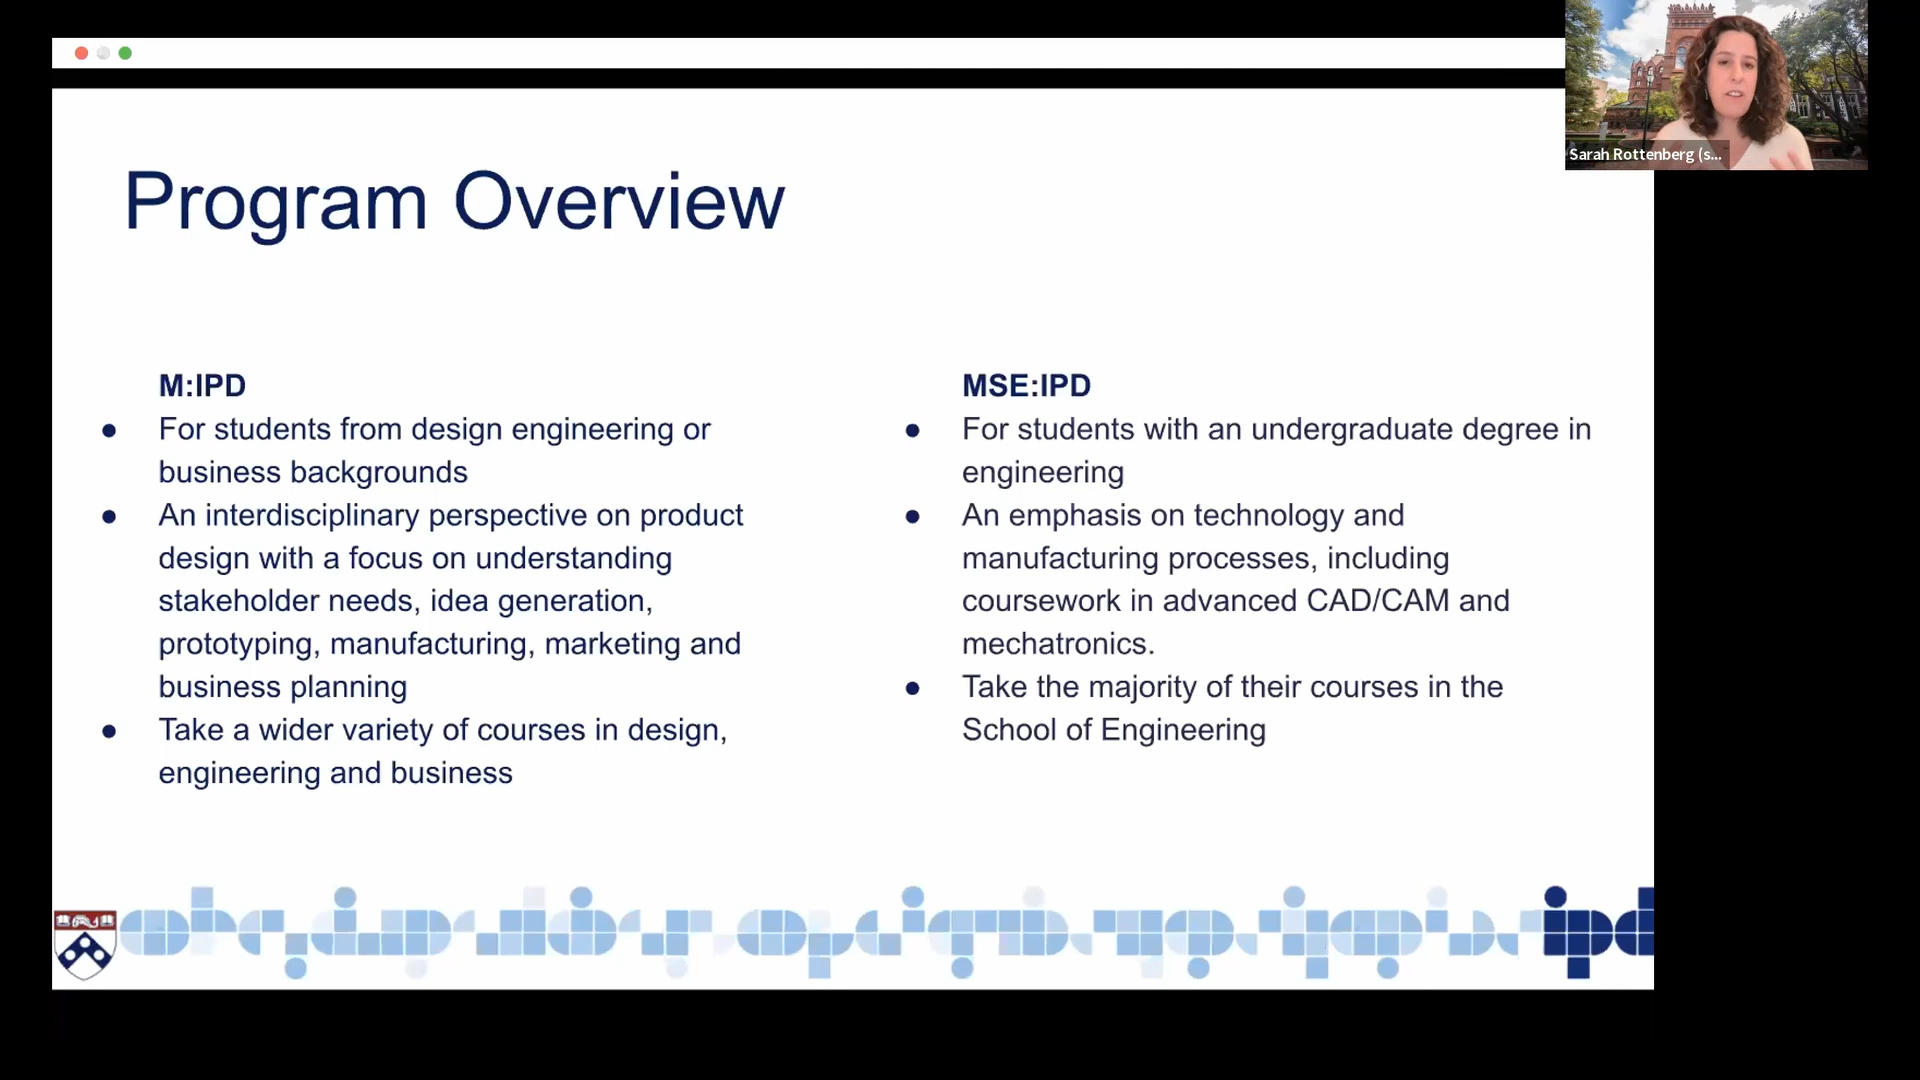 Sarah Rottenberg (s...
Program Overview
M:IPD
● For students from design engineering or
business backgrounds
● An interdisciplinary perspective on product
design with a focus on understanding
stakeholder needs, idea generation,
prototyping, manufacturing, marketing and
business planning
● Take a wider variety of courses in design,
engineering and business
MSE:IPD
● For students with an undergraduate degree in
engineering
● An emphasis on technology and
manufacturing processes, including
coursework in advanced CAD/CAM and
mechatronics.
● Take the majority of their courses in the
School of Engineering
ipd